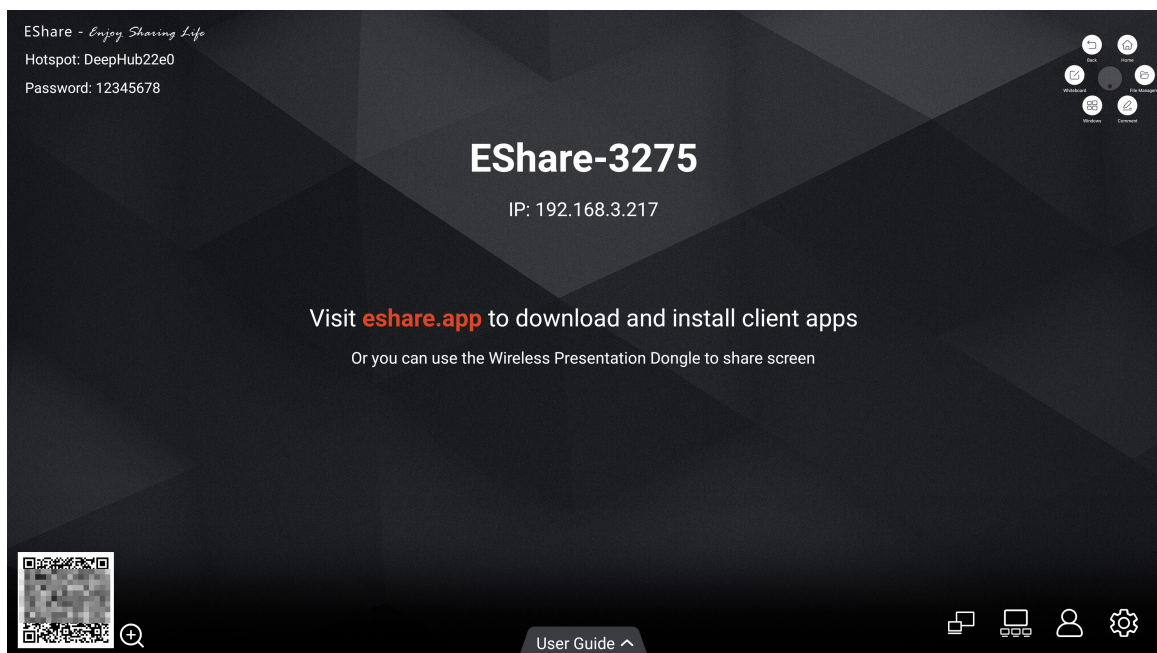 EShare - Enjoy Sharing Life
Hotspot: DeepHub22e0
Password: 12345678
Back
Home
Whiteboard
File Managers
Windows
Comment
EShare-3275
IP: 192.168.3.217
Visit eshare.app to download and install client apps
Or you can use the Wireless Presentation Dongle to share screen
User Guide